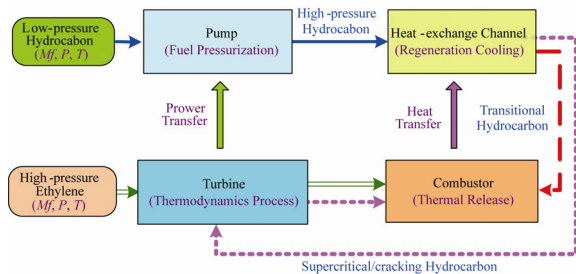 Low-pressure
Hydrocabon
(Mf, P, T)
Pump
(Fuel Pressurization)
High-pressure
Hydrocabon
Heat-exchange Channel
(Regeneration Cooling)
Prower
Transfer
Heat
Transfer
Transitional
Hydrocarbon
High-pressure
Ethylene
(Mf, P, T)
Turbine
(Thermodynamics Process)
Combustor
(Thermal Release)
Supercritical/cracking Hydrocarbon